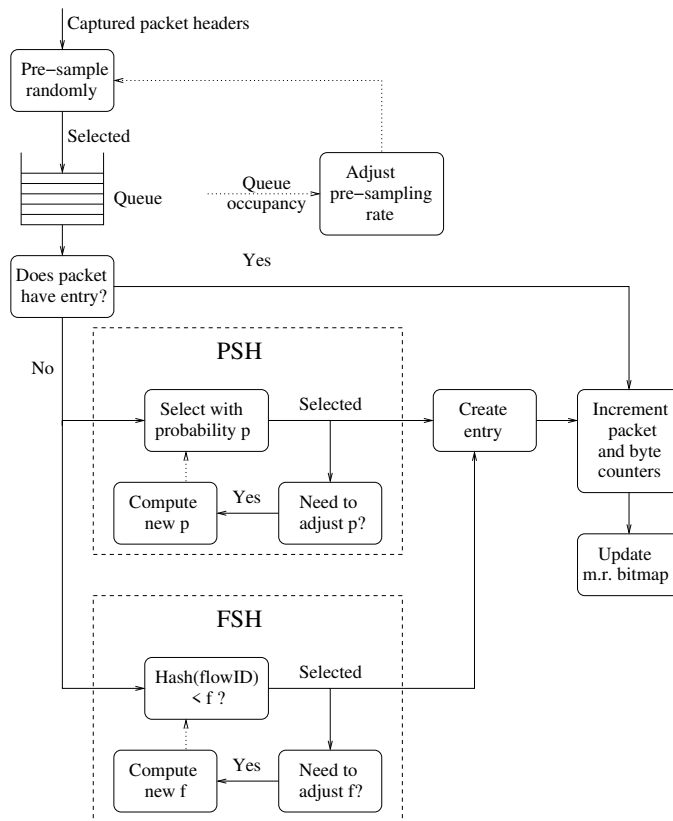 Captured packet headers
Pre−sample
randomly
Selected
Queue
Queue
occupancy
Adjust
pre−sampling
rate
Does packet
have entry?
Yes
No
PSH
Select with
probability p
Selected
Create
entry
Increment
packet
and byte
counters
Compute
new p
Yes
Need to
adjust p?
Update
m.r. bitmap
FSH
Hash(flowID)
< f ?
Selected
Compute
new f
Yes
Need to
adjust f?